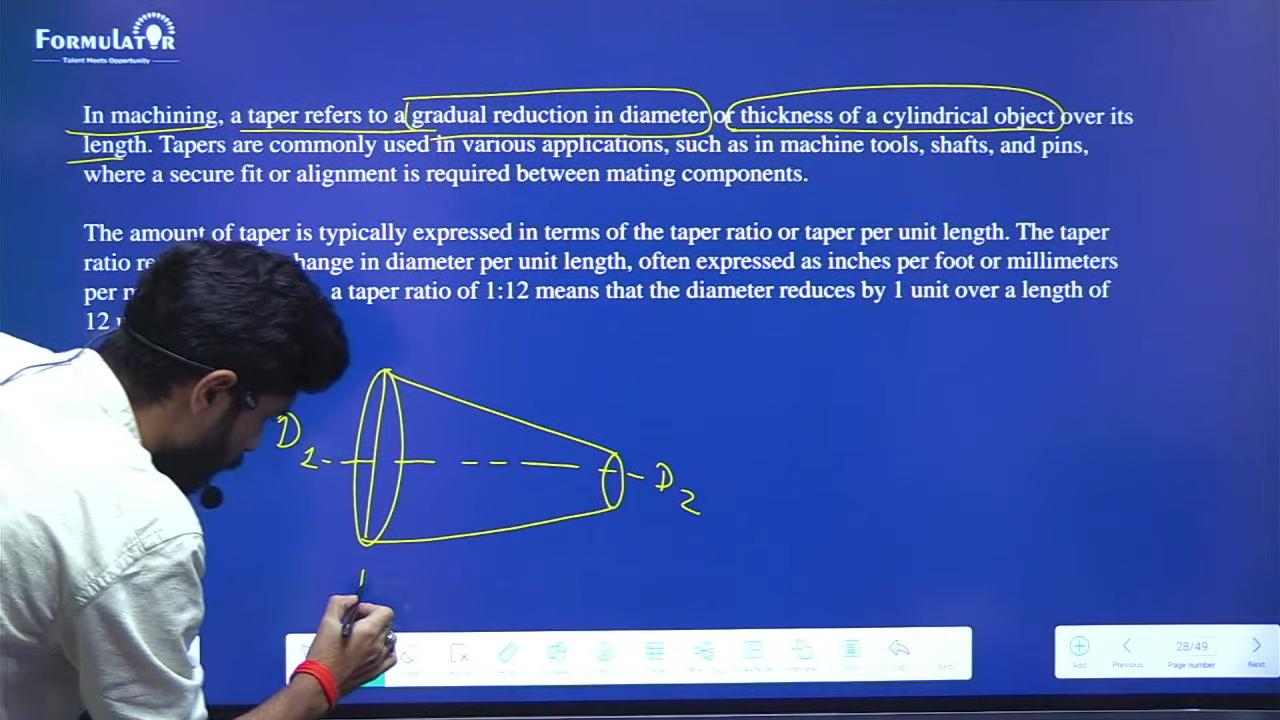 FORMULATOR
Talent Meets Opportunity
In machining, a taper refers to a gradual reduction in diameter or thickness of a cylindrical object over its
length. Tapers are commonly used in various applications, such as in machine tools, shafts, and pins,
where a secure fit or alignment is required between mating components.
The amount of taper is typically expressed in terms of the taper ratio or taper per unit length. The taper
ratio hange in diameter per unit length, often expressed as inches per foot or millimeters
per a taper ratio of 1:12 means that the diameter reduces by 1 unit over a length of
12
D1
D2
Add
Previous
28/49
Page number
Next